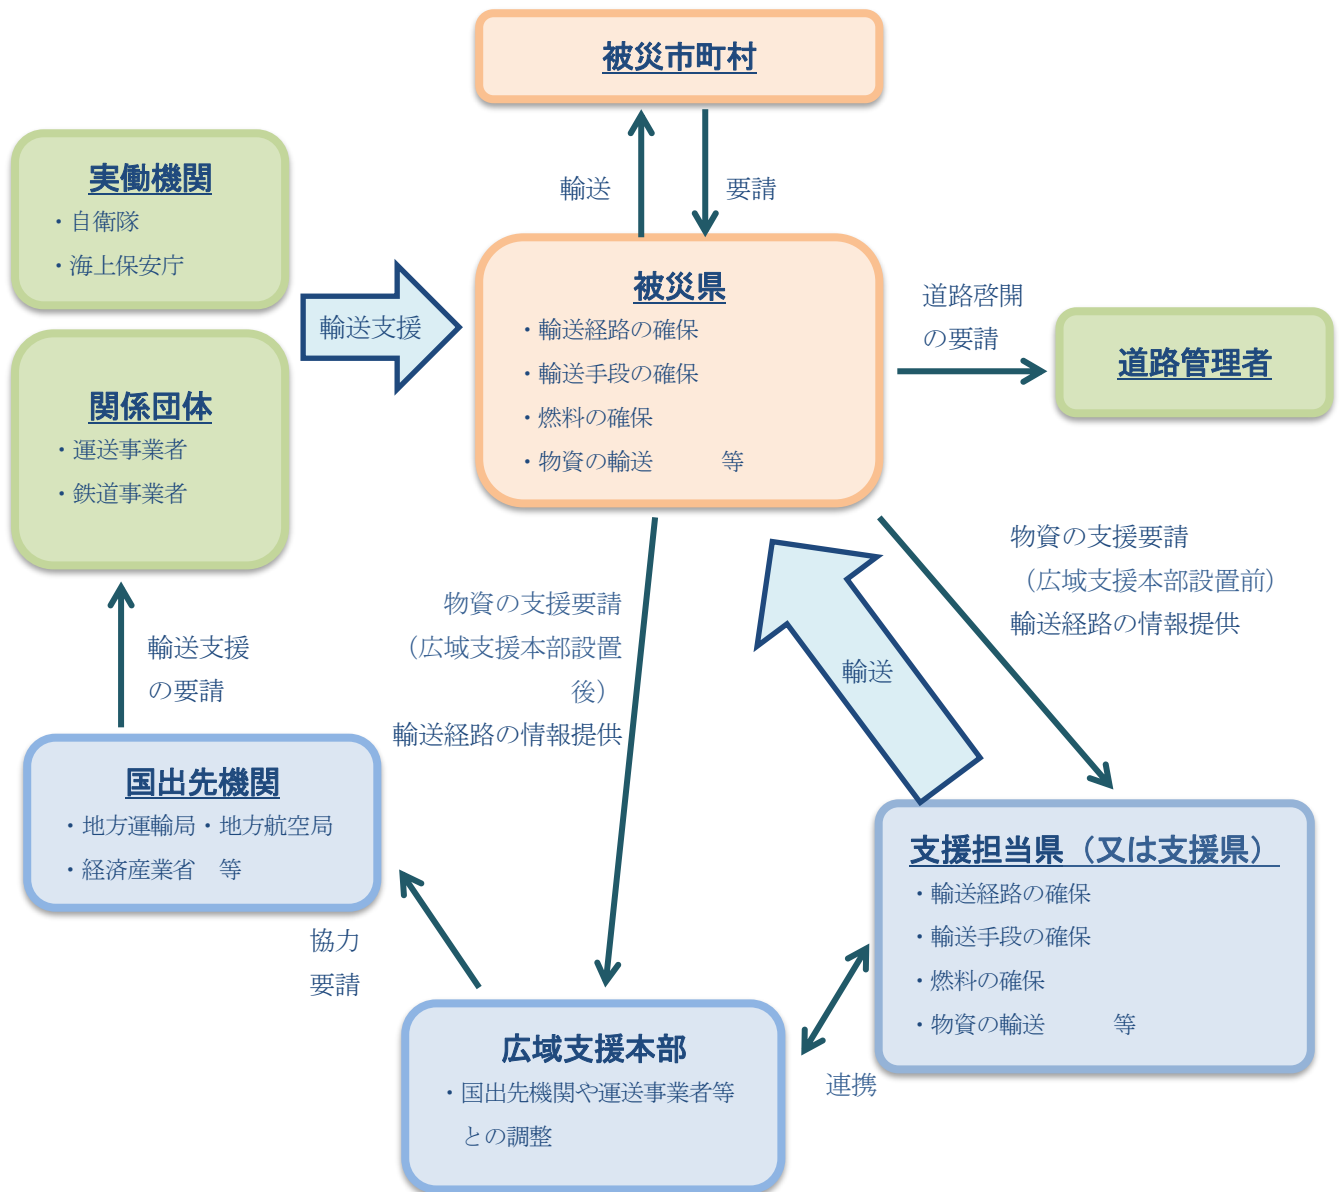 被災市町村
輸送
要請
実働機関
・自衛隊
・海上保安庁
輸送支援
関係団体
・運送事業者
・鉄道事業者
被災県
・輸送経路の確保
・輸送手段の確保
・燃料の確保
・物資の輸送　　　等
道路啓開
の要請
道路管理者
物資の支援要請
（広域支援本部設置前）
輸送経路の情報提供
物資の支援要請
（広域支援本部設置
後）
輸送経路の情報提供
輸送
輸送支援
の要請
国出先機関
・地方運輸局・地方航空局
・経済産業省　等
協力
要請
支援担当県（又は支援県）
・輸送経路の確保
・輸送手段の確保
・燃料の確保
・物資の輸送　　　等
広域支援本部
・国出先機関や運送事業者等
との調整
連携